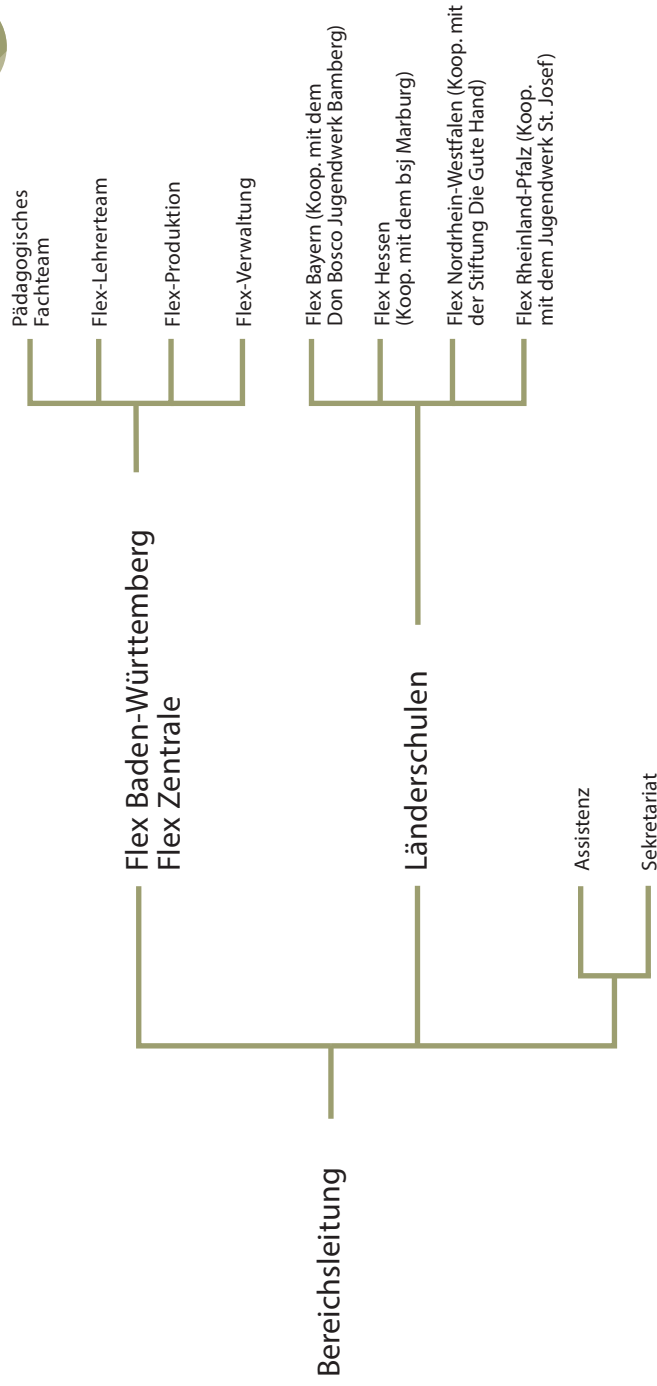 Bereichsleitung
Flex Baden-Württemberg
Flex Zentrale
Pädagogisches
Fachteam
Flex-Lehrerteam
Flex-Produktion
Flex-Verwaltung
Länderschulen
Flex Bayern (Koop. mit dem
Don Bosco Jugendwerk Bamberg)
Flex Hessen
(Koop. mit dem bsj Marburg)
Flex Nordrhein-Westfalen (Koop. mit
der Stiftung Die Gute Hand)
Flex Rheinland-Pfalz (Koop.
mit dem Jugendwerk St. Josef)
Assistenz
Sekretariat